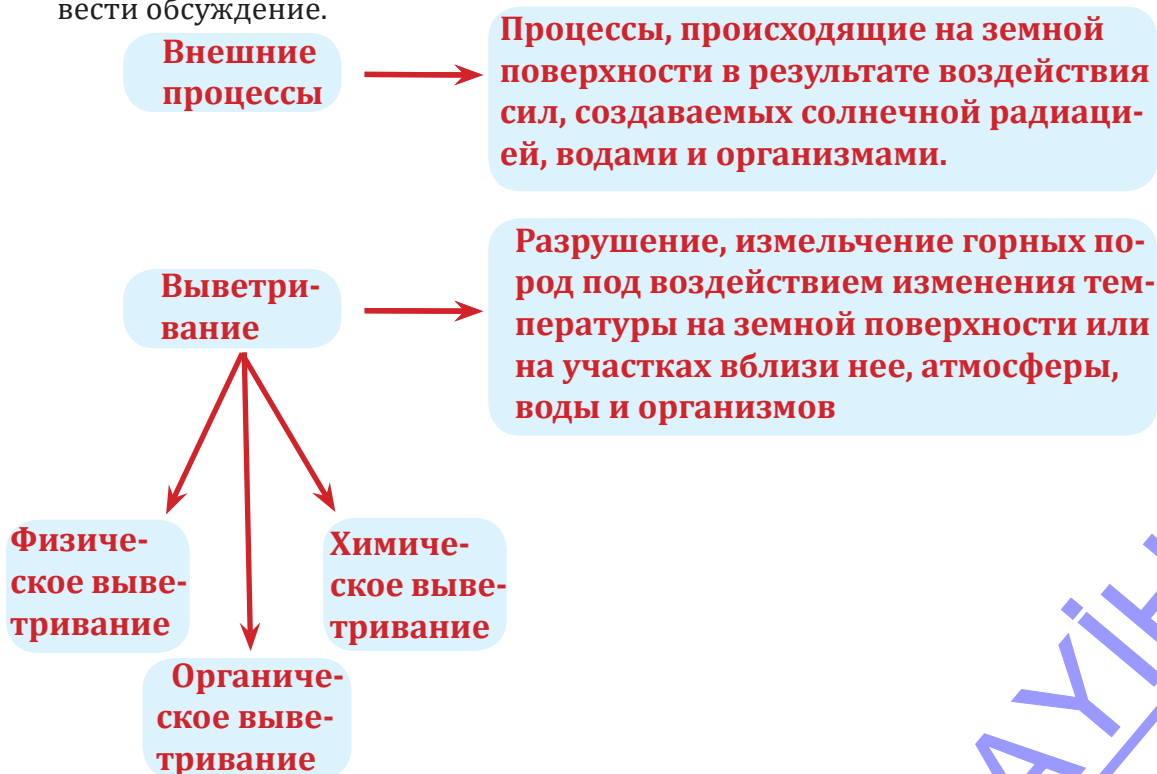 вести обсуждение.
Внешние
процессы
Процессы, происходящие на земной
поверхности в результате воздействия
сил, создаваемых солнечной радиаци-
ей, водами и организмами.
Выветри-
вание
Разрушение, измельчение горных по-
род под воздействием изменения тем-
пературы на земной поверхности или
на участках вблизи нее, атмосферы,
воды и организмов
Физиче-
ское выве-
тривание
Химиче-
ское выве-
тривание
Органиче-
ское выве-
тривание